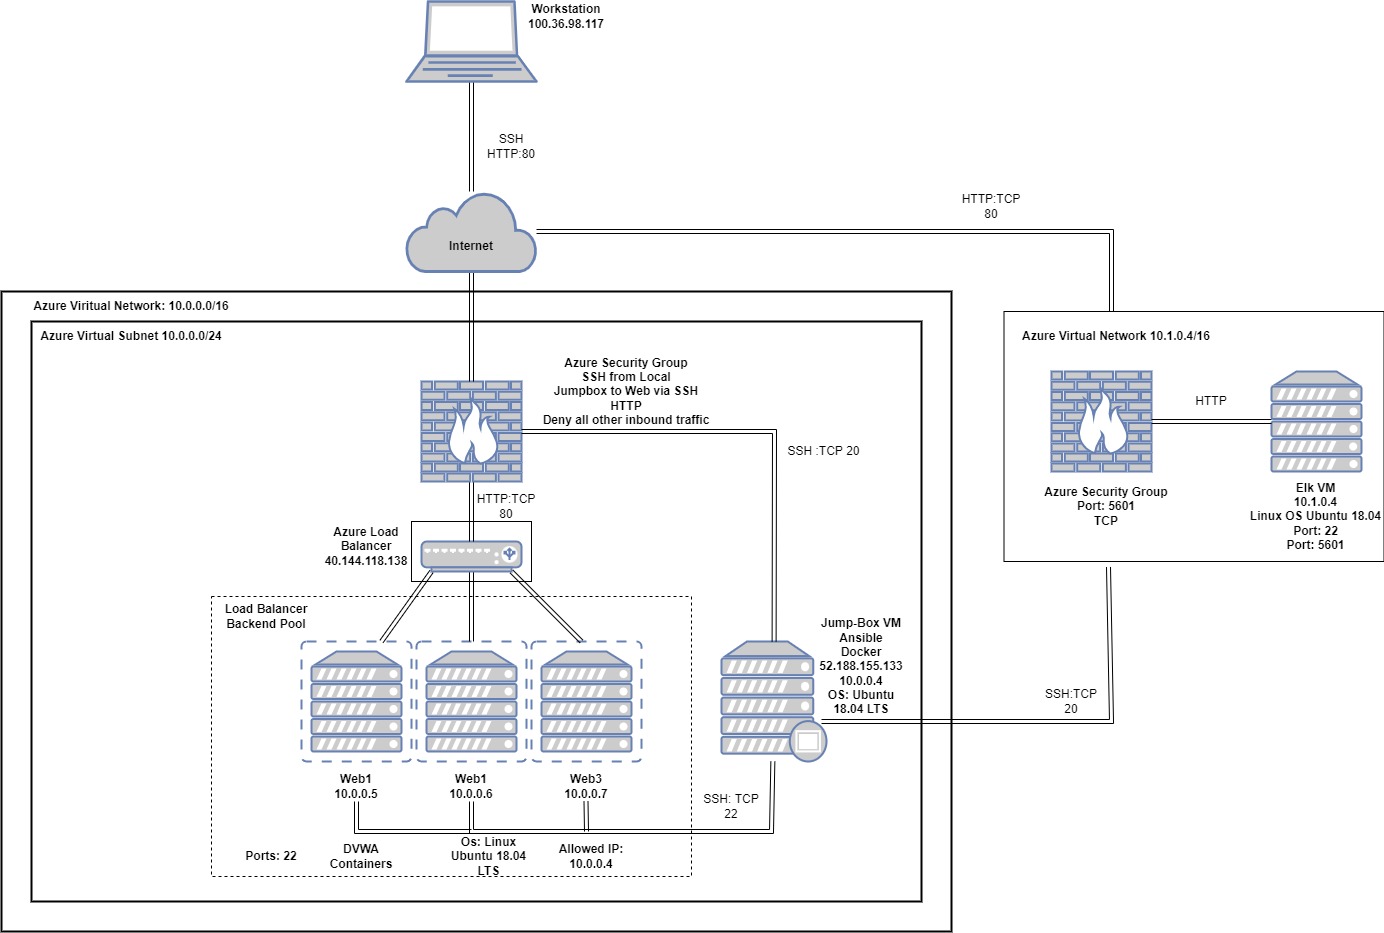 Workstation
100.36.98.117
SSH
HTTP:80
Internet
HTTP:TCP
80
Azure Viritual Network: 10.0.0.0/16
Azure Virtual Subnet 10.0.0.0/24
Azure Security Group
SSH from Local
Jumpbox to Web via SSH
HTTP
Deny all other inbound traffic
SSH :TCP 20
HTTP:TCP
80
Azure Load
Balancer
40.144.118.138
Load Balancer
Backend Pool
Web1
10.0.0.5
Web1
10.0.0.6
Web3
10.0.0.7
Ports: 22
DVWA
Containers
Os: Linux
Ubuntu 18.04
LTS
Allowed IP:
10.0.0.4
Jump-Box VM
Ansible
Docker
52.188.155.133
10.0.0.4
OS: Ubuntu
18.04 LTS
SSH: TCP
22
SSH:TCP
20
Azure Virtual Network 10.1.0.4/16
HTTP
Azure Security Group
Port: 5601
TCP
Elk VM
10.1.0.4
Linux OS Ubuntu 18.04
Port: 22
Port: 5601